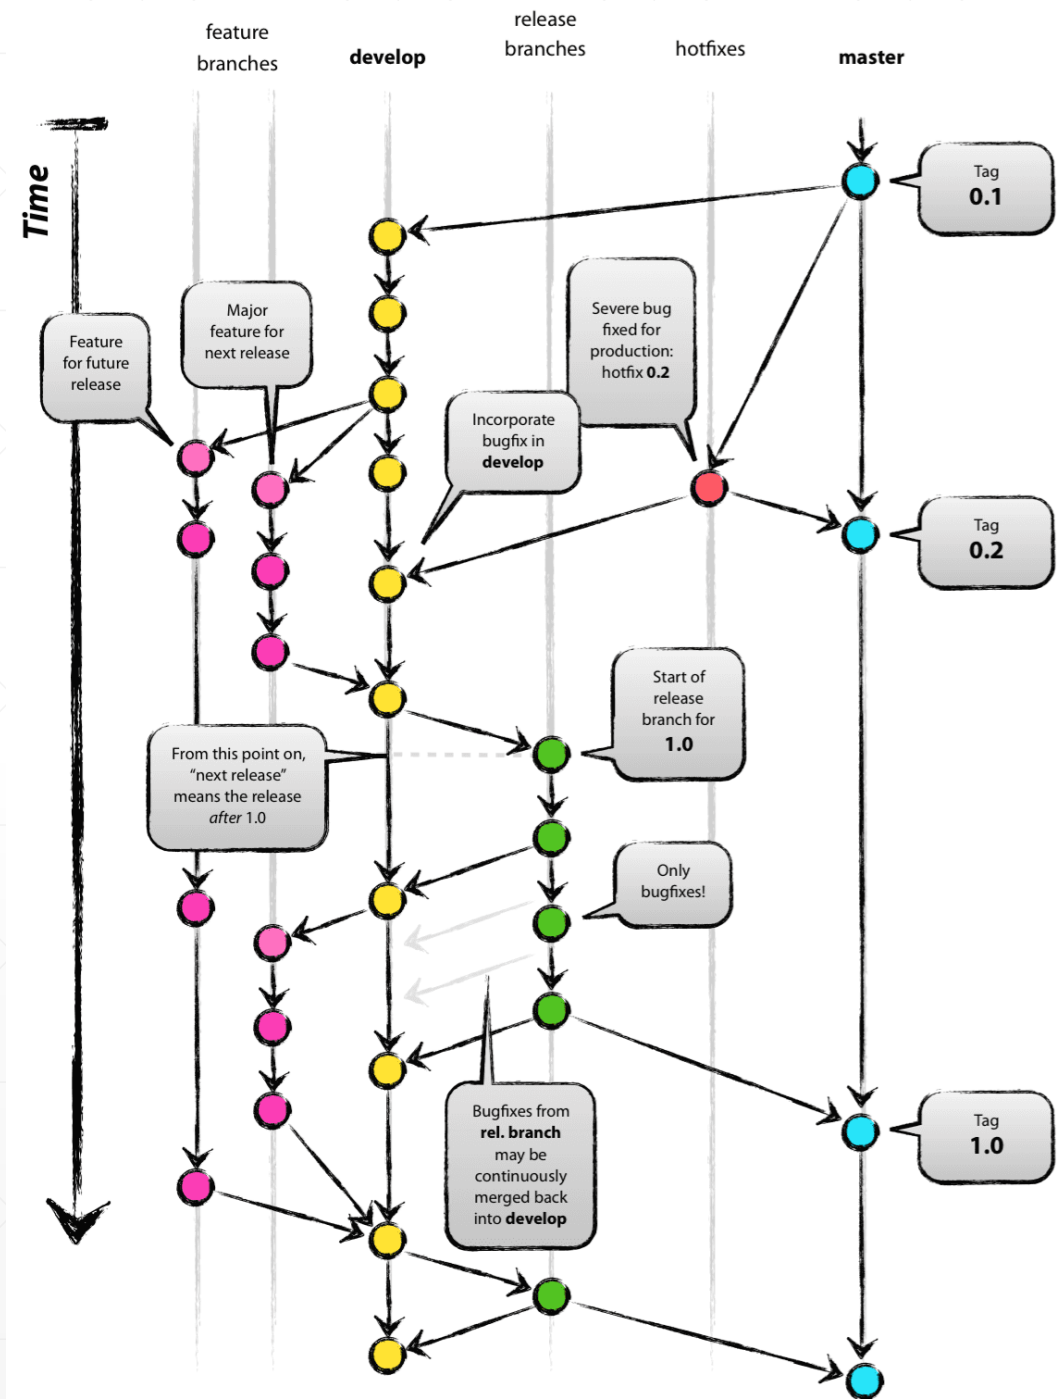 feature
branches
develop
release
branches
hotfixes
master
Time
Tag
0.1
Major
feature for
next release
Feature
for future
release
Severe bug
fixed for
production:
hotfix 0.2
Incorporate
bugfix in
develop
Tag
0.2
Start of
release
branch for
1.0
From this point on,
“next release”
means the release
after 1.0
Only
bugfixes!
Bugfixes from
rel. branch
may be
continuously
merged back
into develop
Tag
1.0